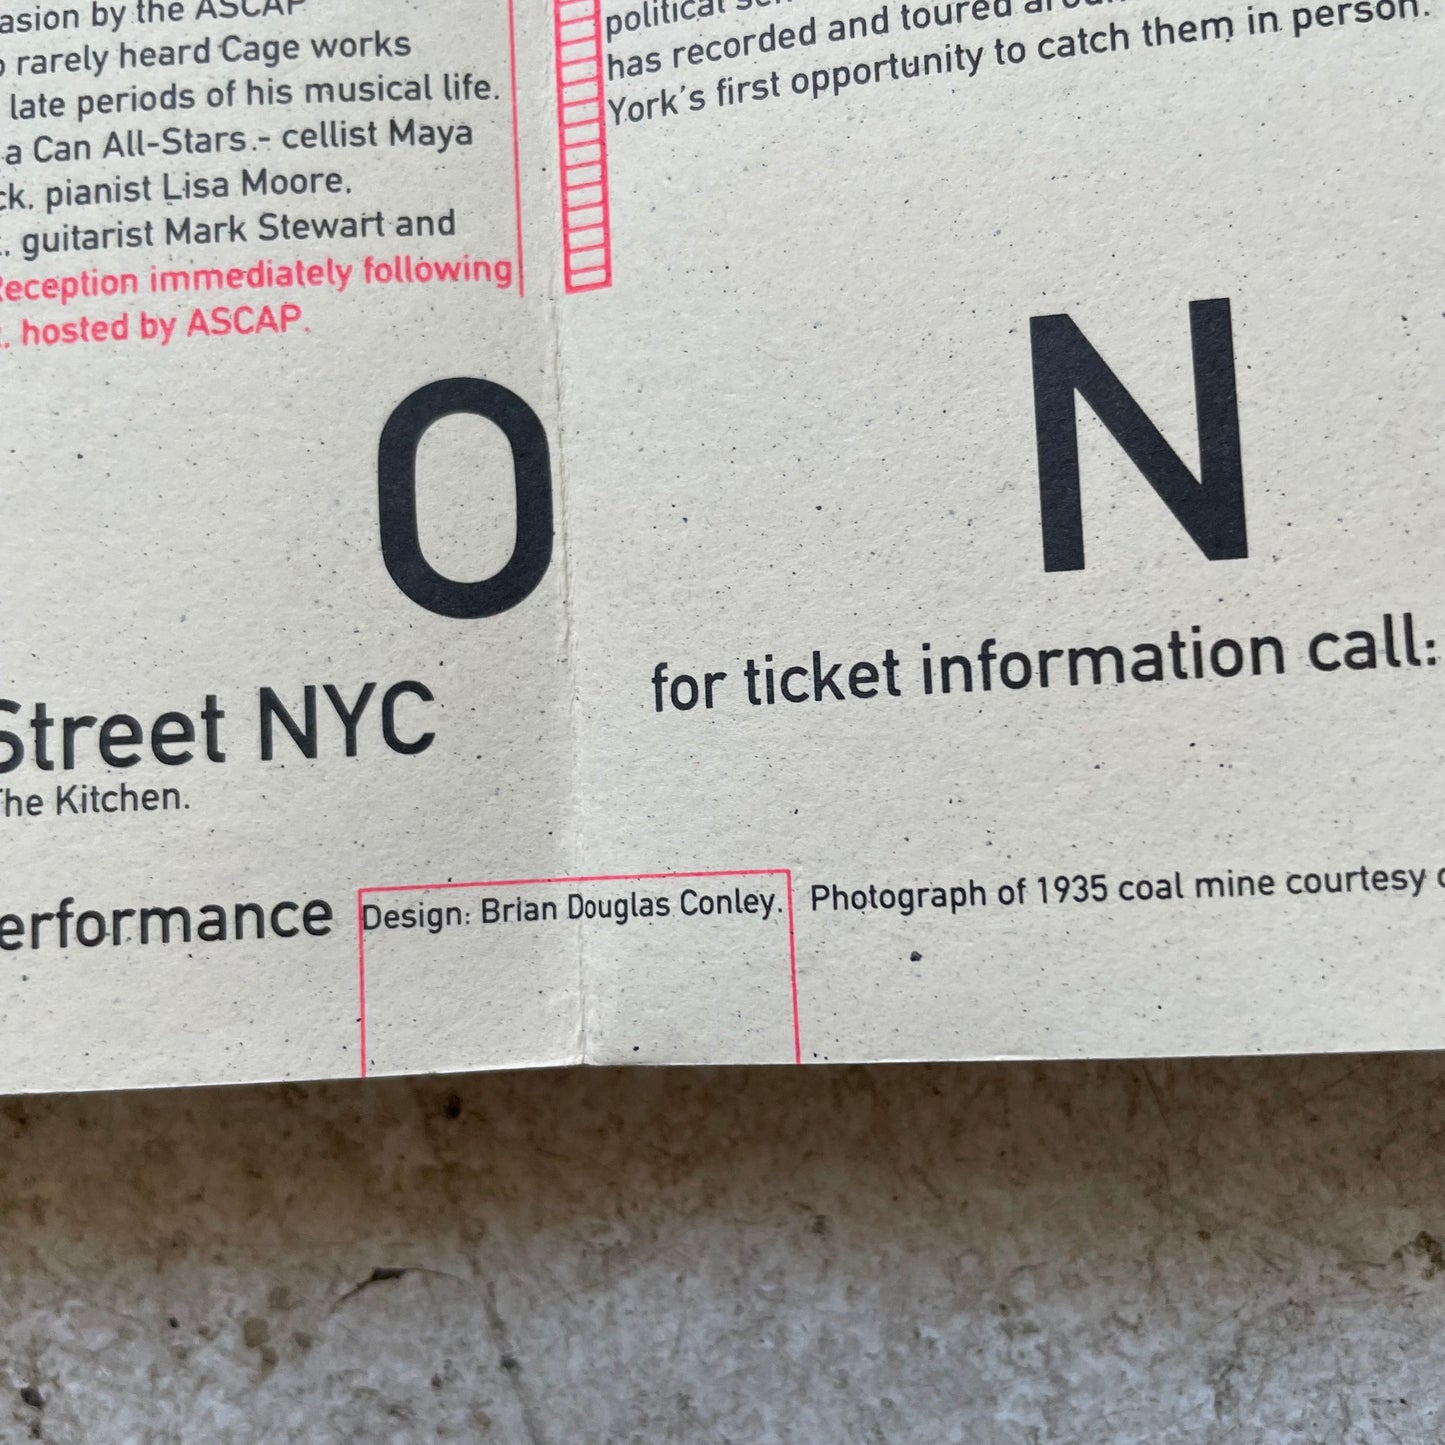 asion by the ASCAP
rarely heard Cage works
late periods of his musical life.
a Can All-Stars.- cellist Maya
ck, pianist Lisa Moore,
guitarist Mark Stewart and
Reception immediately following
hosted by ASCAP.
political
has recorded and toured
York's first opportunity to catch them in person.
O N
Street NYC
The Kitchen.
for ticket information call:
erformance
Design: Brian Douglas Conley.
Photograph of 1935 coal mine courtesy